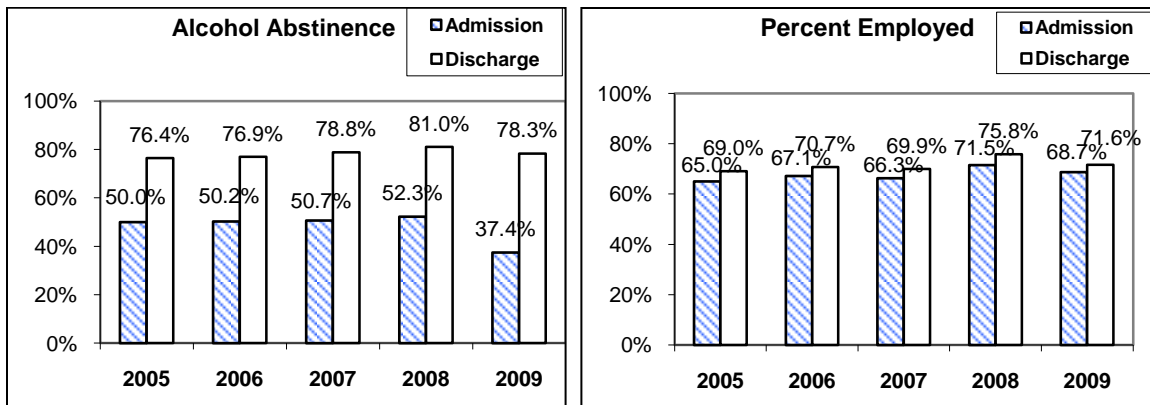 Alcohol Abstinence
Admission
Discharge
100%
80%
60%
40%
20%
0%
76.4% 76.9% 78.8% 81.0% 78.3%
50.0% 50.2% 50.7% 52.3% 37.4%
2005 2006 2007 2008 2009
Percent Employed
Admission
Discharge
100%
80%
60%
40%
20%
0%
69.0% 70.7% 69.9% 75.8% 71.6%
65.0% 67.1% 66.3% 71.5% 68.7%
2005 2006 2007 2008 2009